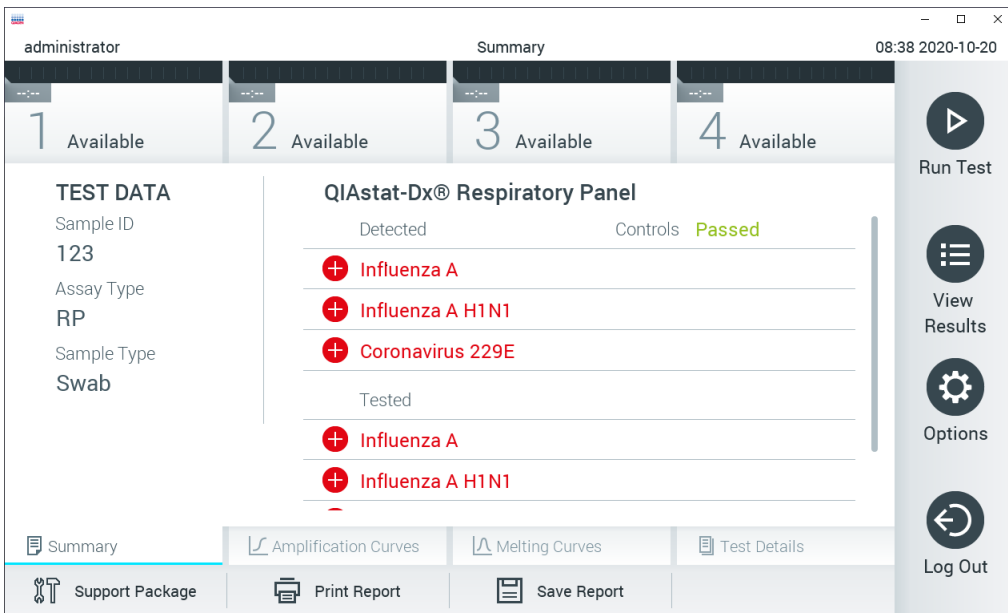 administrator Summary 08:38 2020-10-20
--:-- --:-- --:-- --:--
1 Available 2 Available 3 Available 4 Available
Run Test
TEST DATA
Sample ID
123
Assay Type
RP
Sample Type
Swab
QIAstat-Dx® Respiratory Panel
Detected Controls Passed
Influenza A
Influenza A H1N1
Coronavirus 229E
Tested
Influenza A
Influenza A H1N1
View
Results
Options
Log Out
Summary Amplification Curves Melting Curves Test Details
Support Package Print Report Save Report